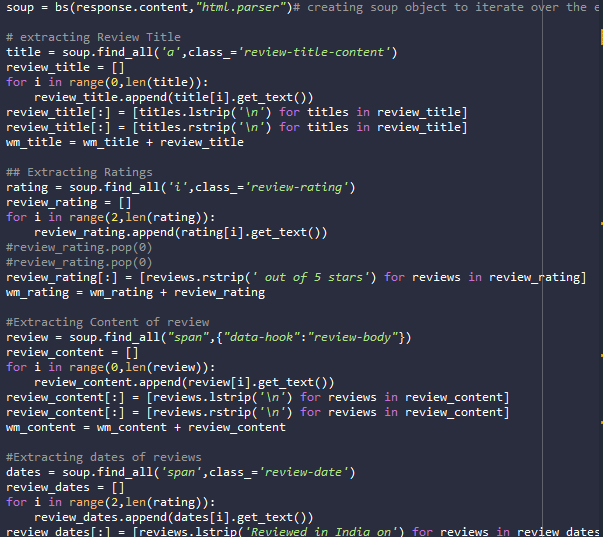 soup = bs(response.content,"html.parser")# creating soup object to iterate over the e
# extracting Review Title
title = soup.find_all('a',class_='review-title-content')
review_title = []
for i in range(0,len(title)):
    review_title.append(title[i].get_text())
review_title[:] = [titles.lstrip('\n') for titles in review_title]
review_title[:] = [titles.rstrip('\n') for titles in review_title]
wm_title = wm_title + review_title
## Extracting Ratings
rating = soup.find_all('i',class_='review-rating')
review_rating = []
for i in range(2,len(rating)):
    review_rating.append(rating[i].get_text())
#review_rating.pop(0)
#review_rating.pop(0)
review_rating[:] = [reviews.rstrip(' out of 5 stars') for reviews in review_rating]
wm_rating = wm_rating + review_rating
#Extracting Content of review
review = soup.find_all("span",{"data-hook":"review-body"})
review_content = []
for i in range(0,len(review)):
    review_content.append(review[i].get_text())
review_content[:] = [reviews.lstrip('\n') for reviews in review_content]
review_content[:] = [reviews.rstrip('\n') for reviews in review_content]
wm_content = wm_content + review_content
#Extracting dates of reviews
dates = soup.find_all('span',class_='review-date')
review_dates = []
for i in range(2,len(rating)):
    review_dates.append(dates[i].get_text())
review_dates[:] = [reviews.lstrip('Reviewed in India on') for reviews in review_dates